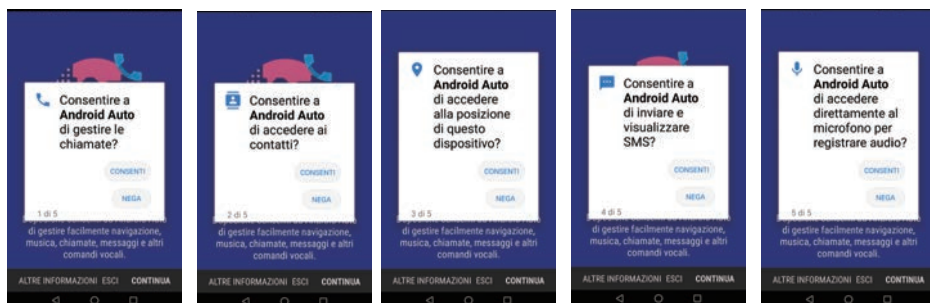 Consentire a
Android Auto
di gestire le
chiamate?
CONSENTI
NEGA
1 di 5
di gestire facilmente navigazione,
musica, chiamate, messaggi e altri
comandi vocali.
ALTRE INFORMAZIONI ESCI CONTINUA
Consentire a
Android Auto
di accedere ai
contatti?
CONSENTI
NEGA
2 di 5
di gestire facilmente navigazione,
musica, chiamate, messaggi e altri
comandi vocali.
ALTRE INFORMAZIONI ESCI CONTINUA
Consentire a
Android Auto
di accedere
alla posizione
di questo
dispositivo?
CONSENTI
NEGA
3 di 5
di gestire facilmente navigazione,
musica, chiamate, messaggi e altri
comandi vocali.
ALTRE INFORMAZIONI ESCI CONTINUA
Consentire a
Android Auto
di inviare e
visualizzare
SMS?
CONSENTI
NEGA
4 di 5
di gestire facilmente navigazione,
musica, chiamate, messaggi e altri
comandi vocali.
ALTRE INFORMAZIONI ESCI CONTINUA
Consentire a
Android Auto
di accedere
direttamente al
microfono per
registrare audio?
CONSENTI
NEGA
5 di 5
di gestire facilmente navigazione,
musica, chiamate, messaggi e altri
comandi vocali.
ALTRE INFORMAZIONI ESCI CONTINUA